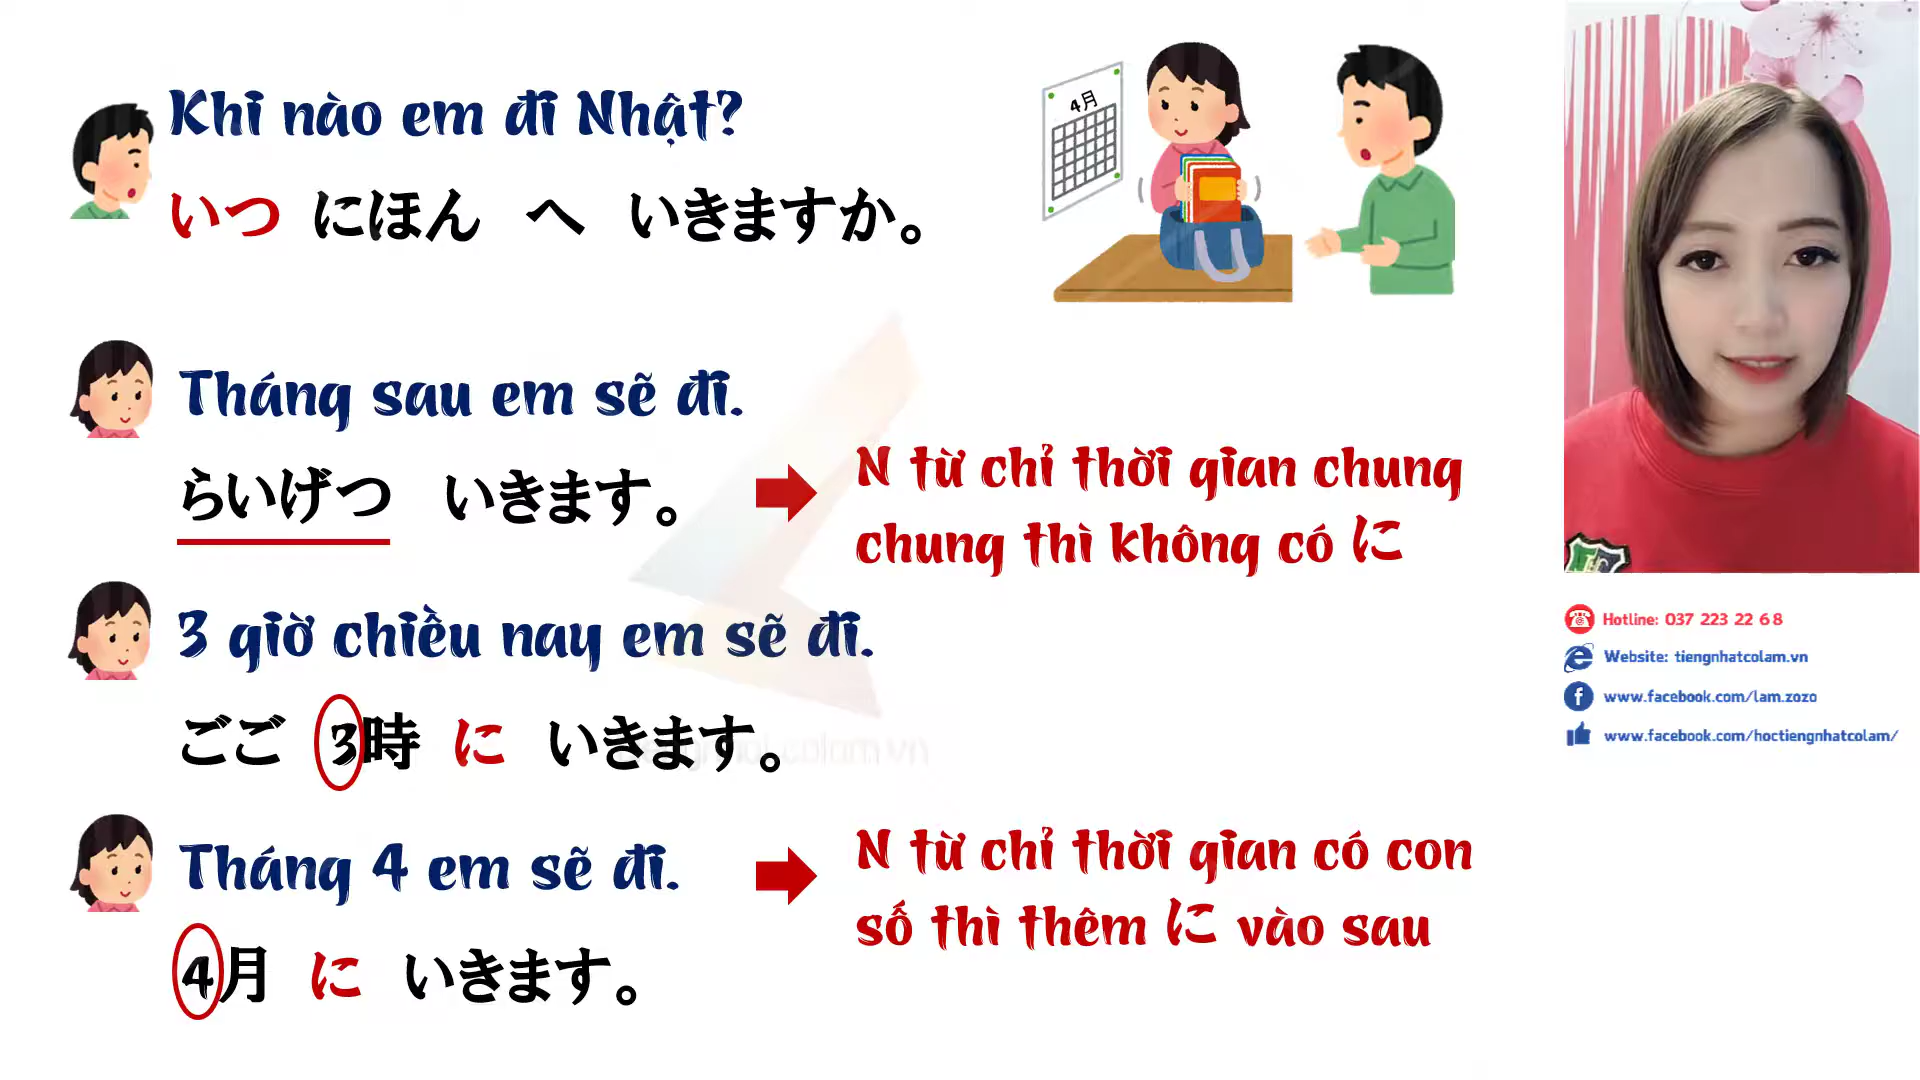 Khi nào em đi Nhật?
いつ にほん へ いきますか。
4月
Tháng sau em sẽ đi.
らいげつ いきます。
N từ chỉ thời gian chung
chung thì không có に
3 giờ chiều nay em sẽ đi.
ごご 3時 に いきます。
Tháng 4 em sẽ đi.
4月 に いきます。
N từ chỉ thời gian có con
số thì thêm に vào sau
Hotline: 037 223 22 68
Website: tiengnhatcolam.vn
www.facebook.com/lam.zozo
www.facebook.com/hoctiengnhatcolam/